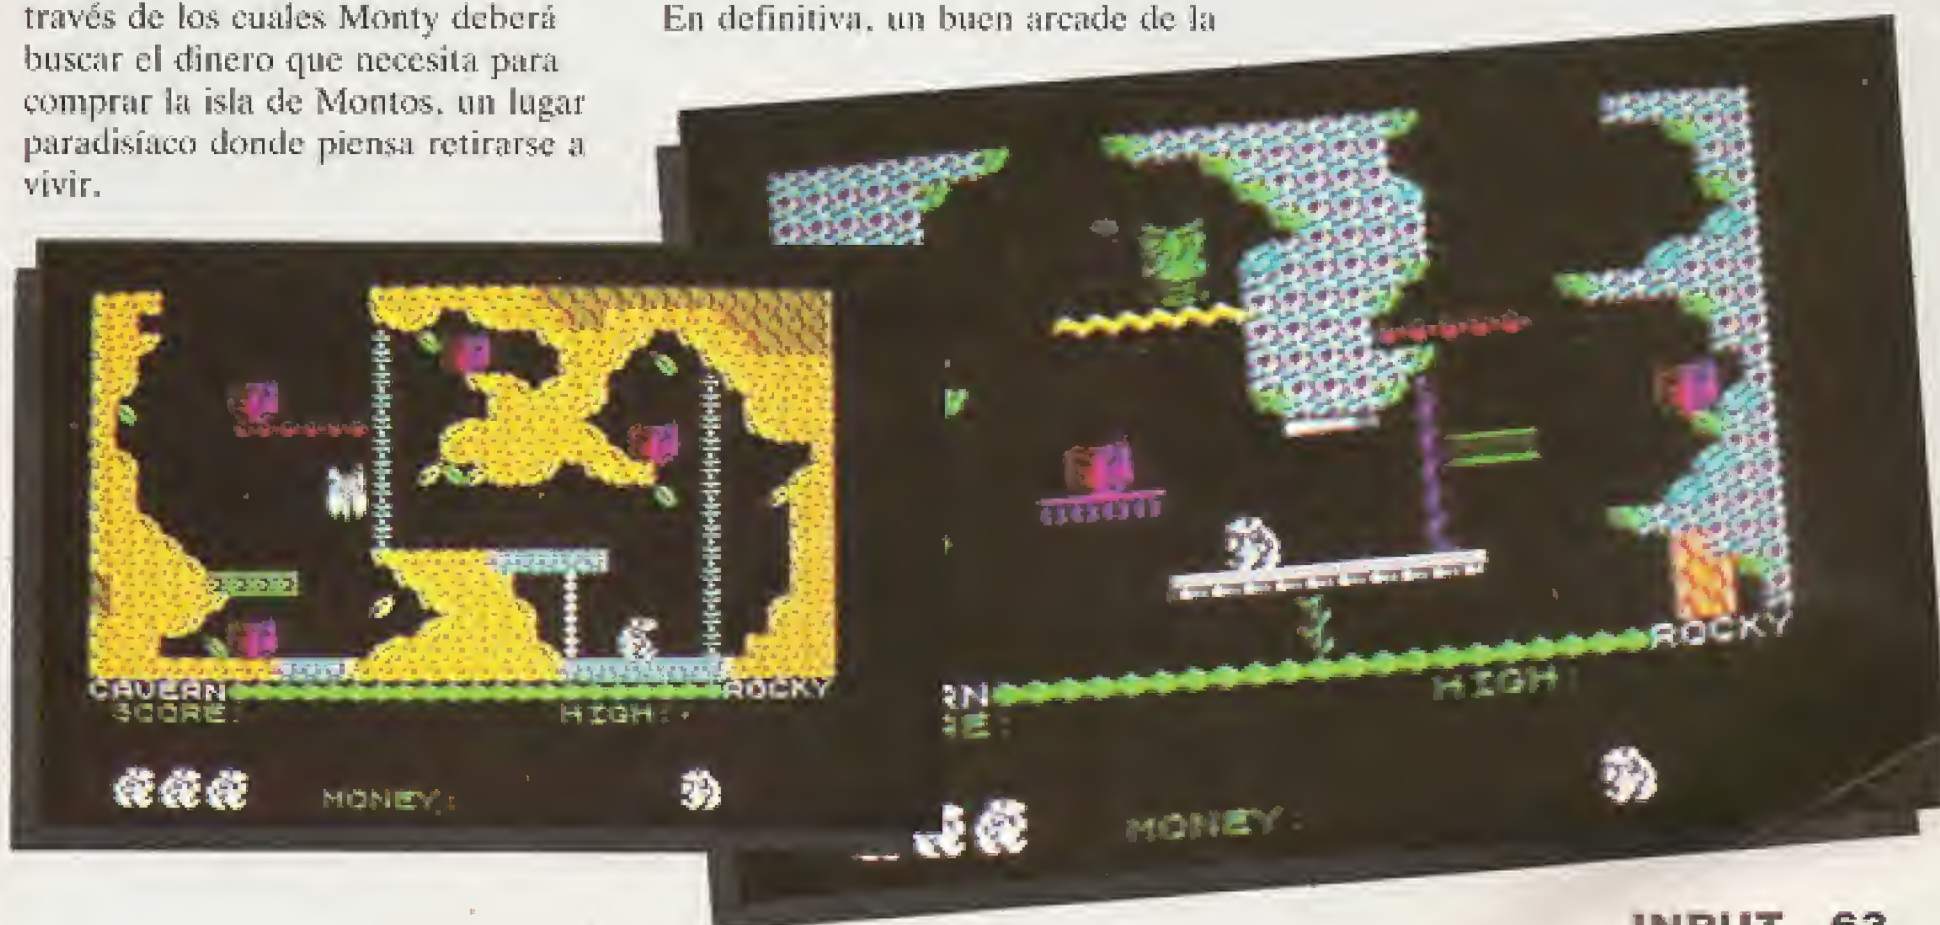 través de los cuales Monty deberá
buscar el dinero que necesita para
comprar la isla de Montos, un lugar
paradisíaco donde piensa retirarse a
vivir.
En definitiva, un buen arcade de la
CAVERN ROCKY
SCORE: HIGH:
MONEY:
RN ROCKY
RE: HIGH:
MONEY:
INPUT 63